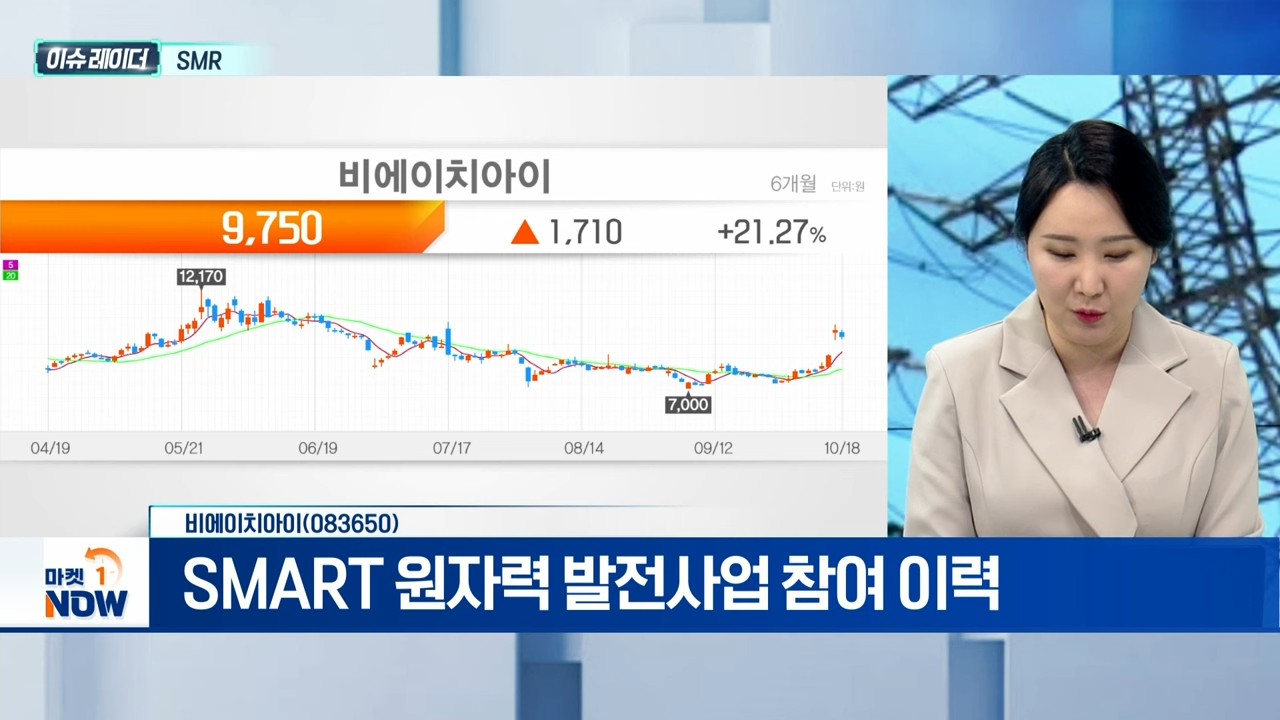 이슈 레이더 SMR
비에이치아이
6개월 단위:원
9,750 ▲ 1,710 +21.27%
5
20
12,170
7,000
04/19 05/21 06/19 07/17 08/14 09/12 10/18
비에이치아이(083650)
마켓 1
NOW
SMART 원자력 발전사업 참여 이력